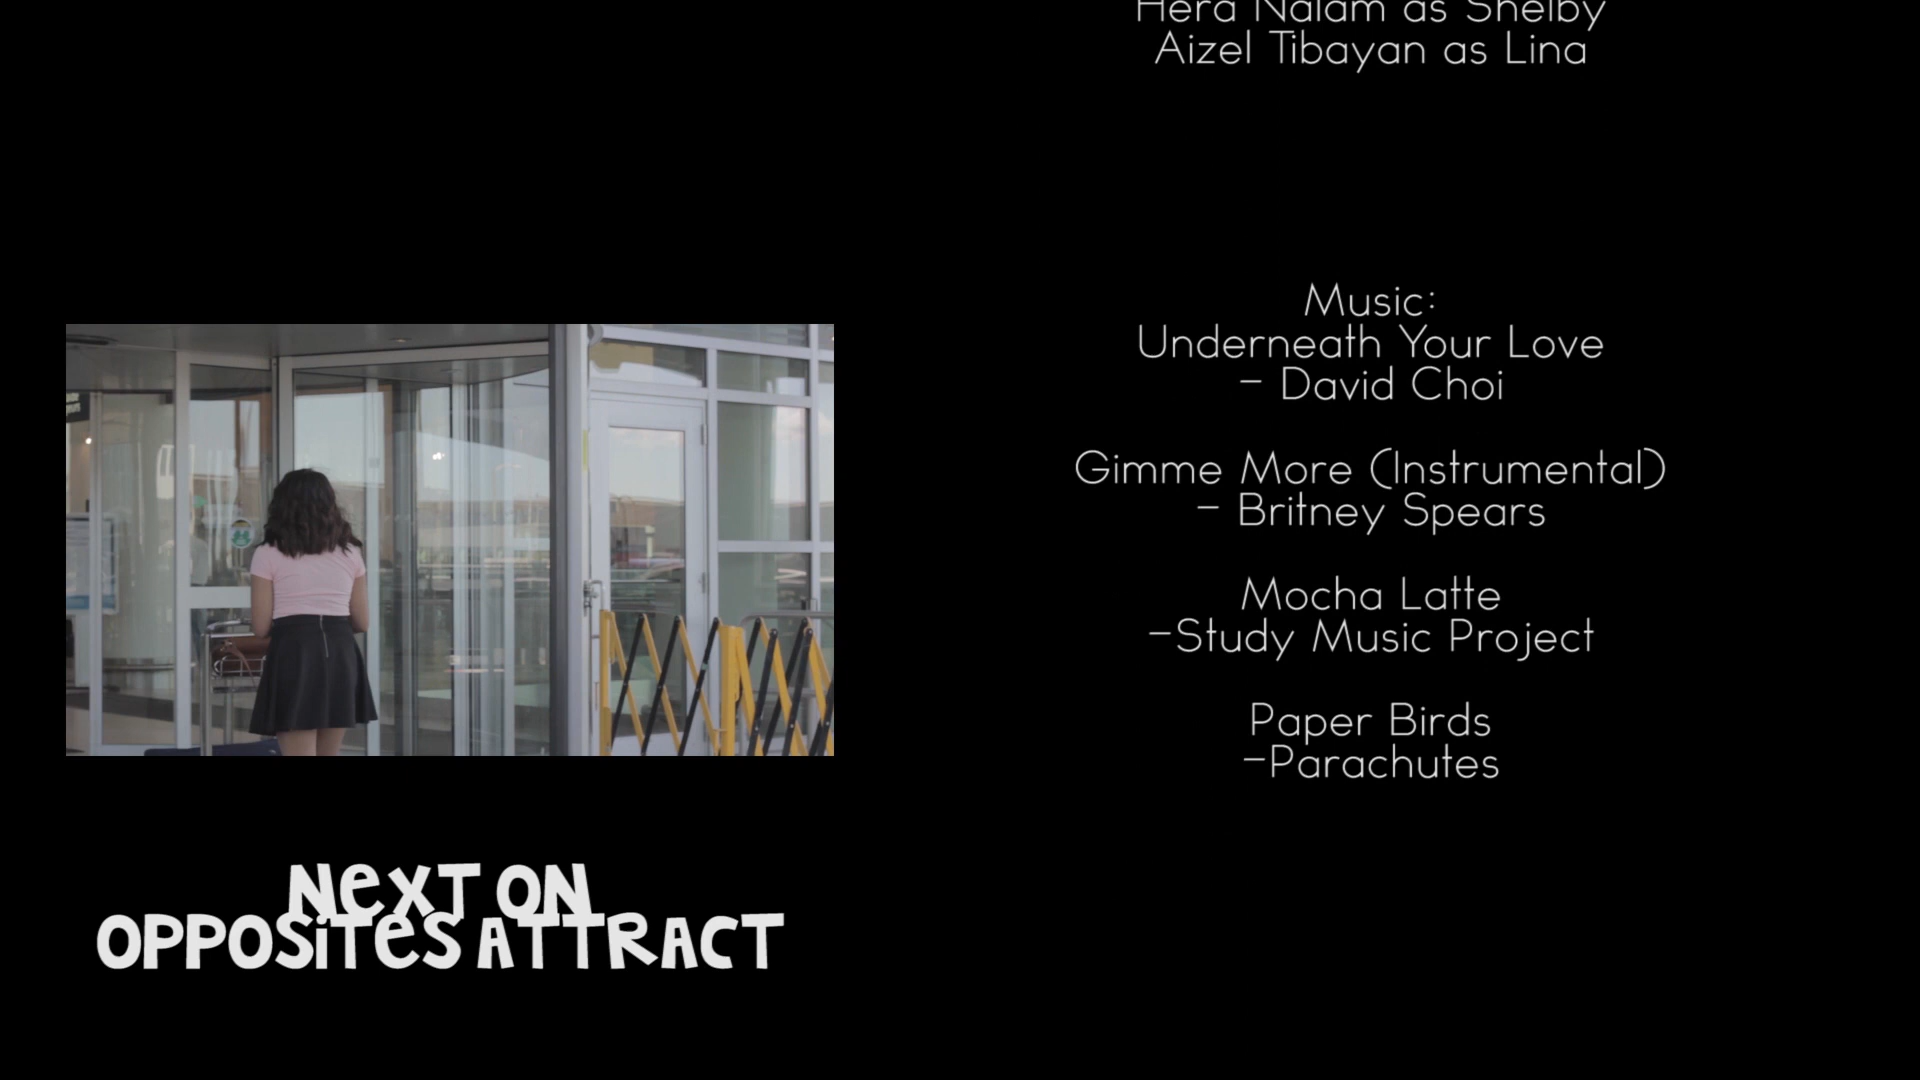 Hera Nalam as Shelby
Aizel Tibayan as Lina
Music:
Underneath Your Love
- David Choi
Gimme More (Instrumental)
- Britney Spears
Mocha Latte
-Study Music Project
Paper Birds
-Parachutes
NexT ON
OPPOSiTeS ATTRACT